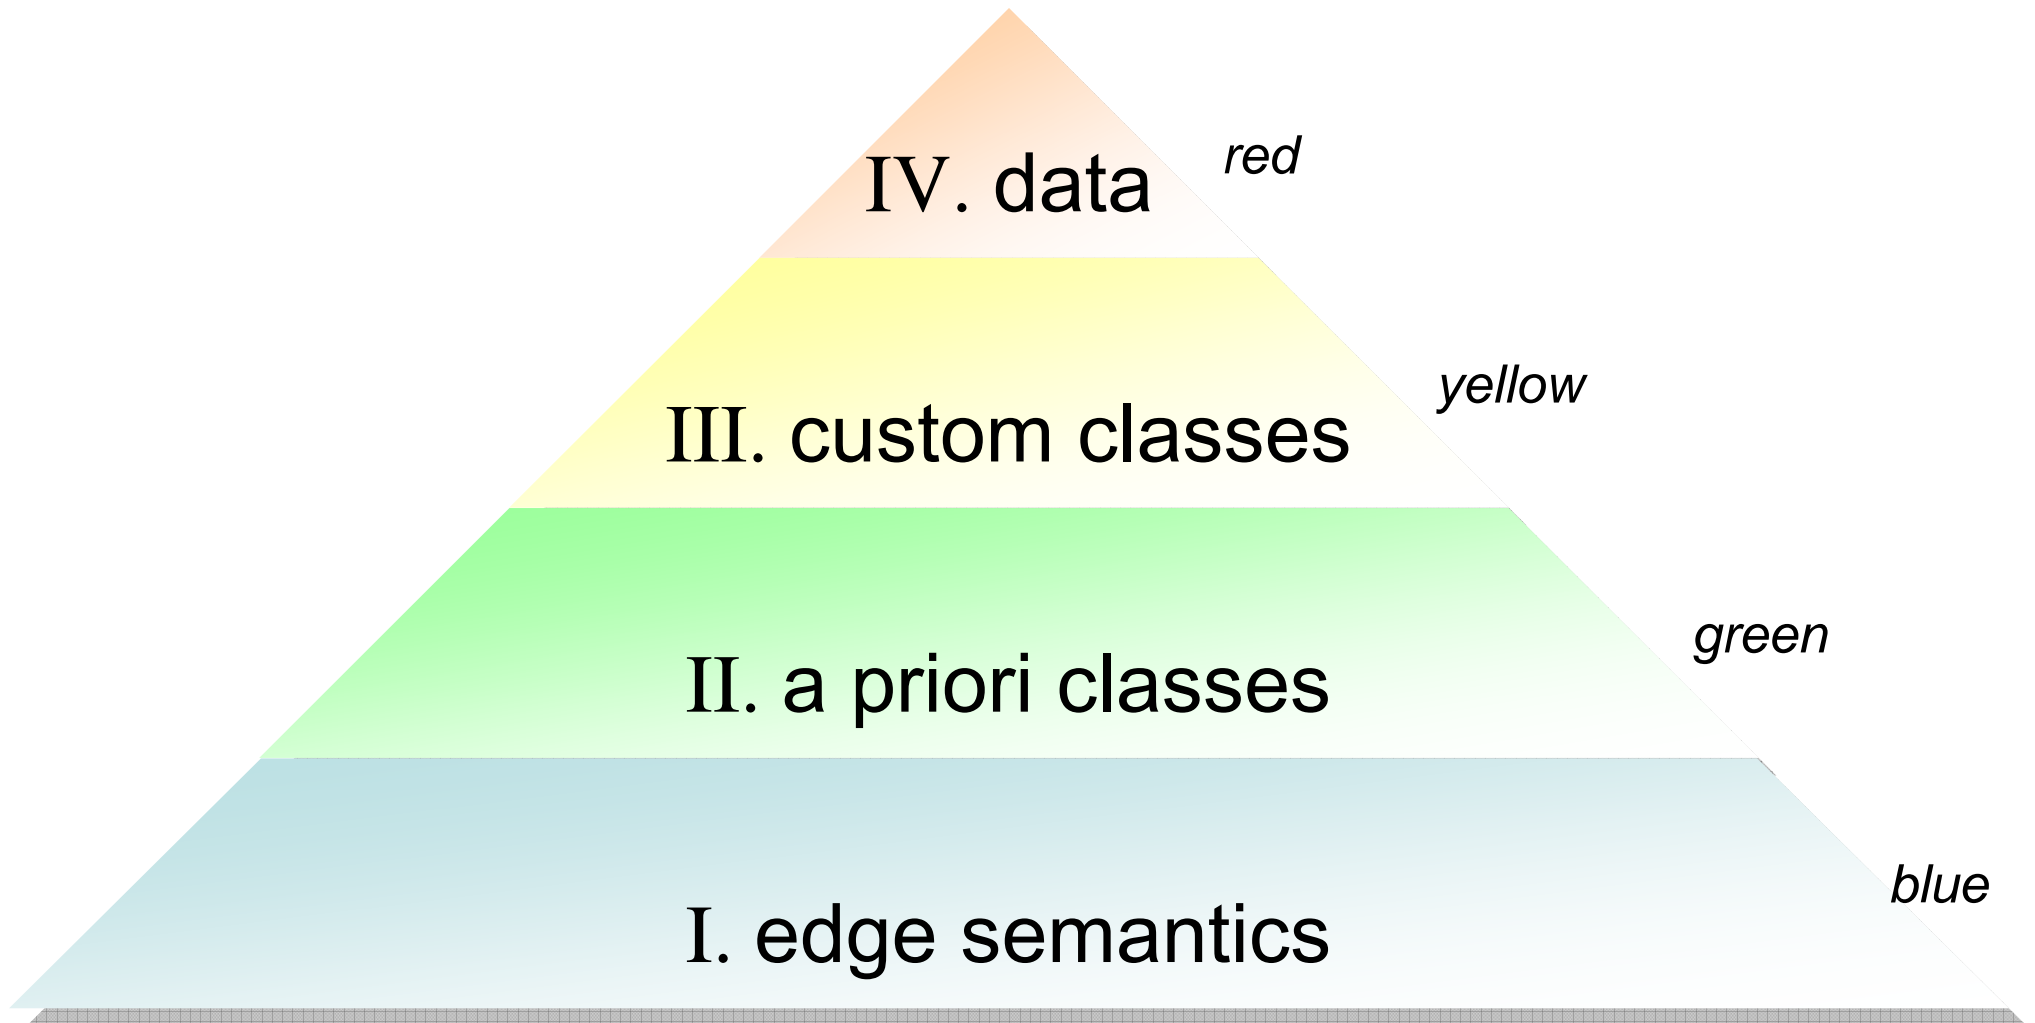 IV. data
red
III. custom classes
yellow
II. a priori classes
green
I. edge semantics
blue